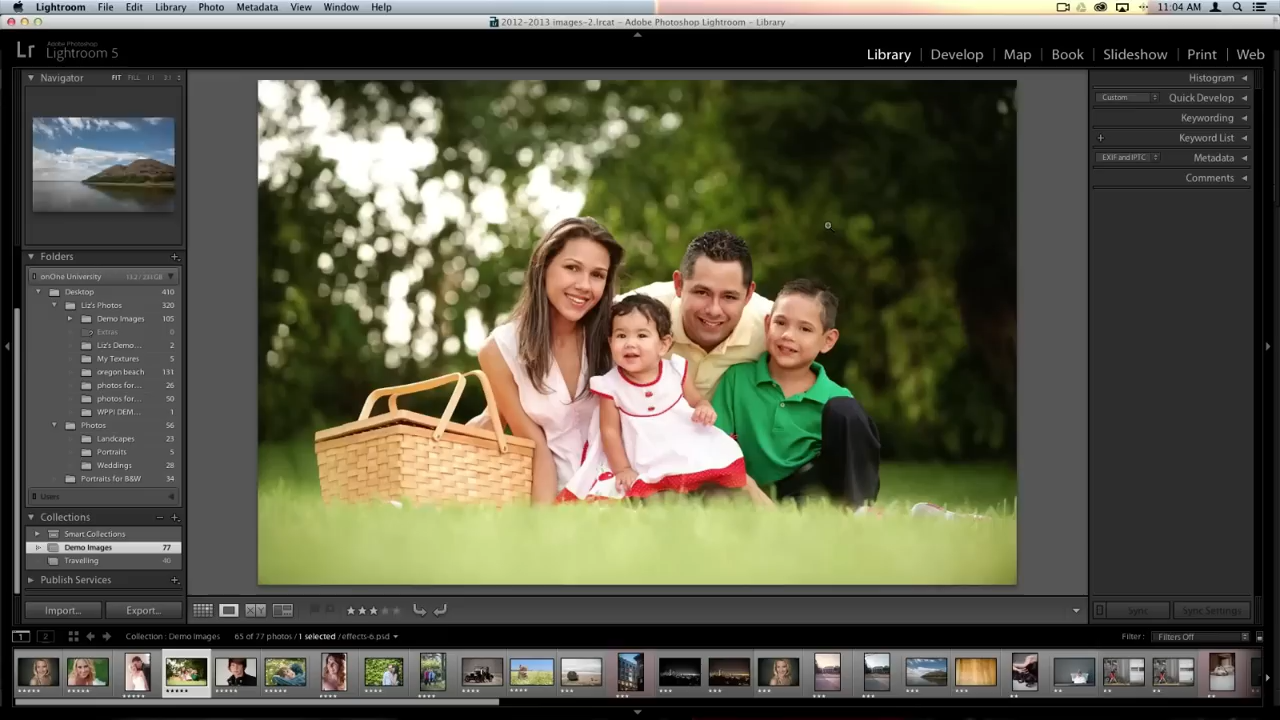 Lightroom File Edit Library Photo Metadata View Window Help 11:04 AM
2012-2013 images-2.lrcat – Adobe Photoshop Lightroom - Library
Lr Adobe Photoshop
Lightroom 5
Library Develop Map Book Slideshow Print Web
Navigator FIT FILL 1:1
Histogram
Custom Quick Develop
Keywording
Keyword List
EXIF and IPTC Metadata
Comments
Folders
onOne University
Desktop 410
Liz's Photos 320
Demo Images 105
Extras 0
Liz's Demo... 2
My Textures 5
oregon beach 131
photos for... 26
photos for... 50
WPPI DEM... 1
Photos 56
Landscapes 23
Portraits 5
Weddings 28
Portraits for B&W 34
Users
Collections
Smart Collections
Demo Images 77
Travelling 40
Publish Services
Import... Export...
XY
Sync Sync Settings
1 2 Collection : Demo Images 65 of 77 photos / 1 selected / effects-6.psd Filter : Filters Off